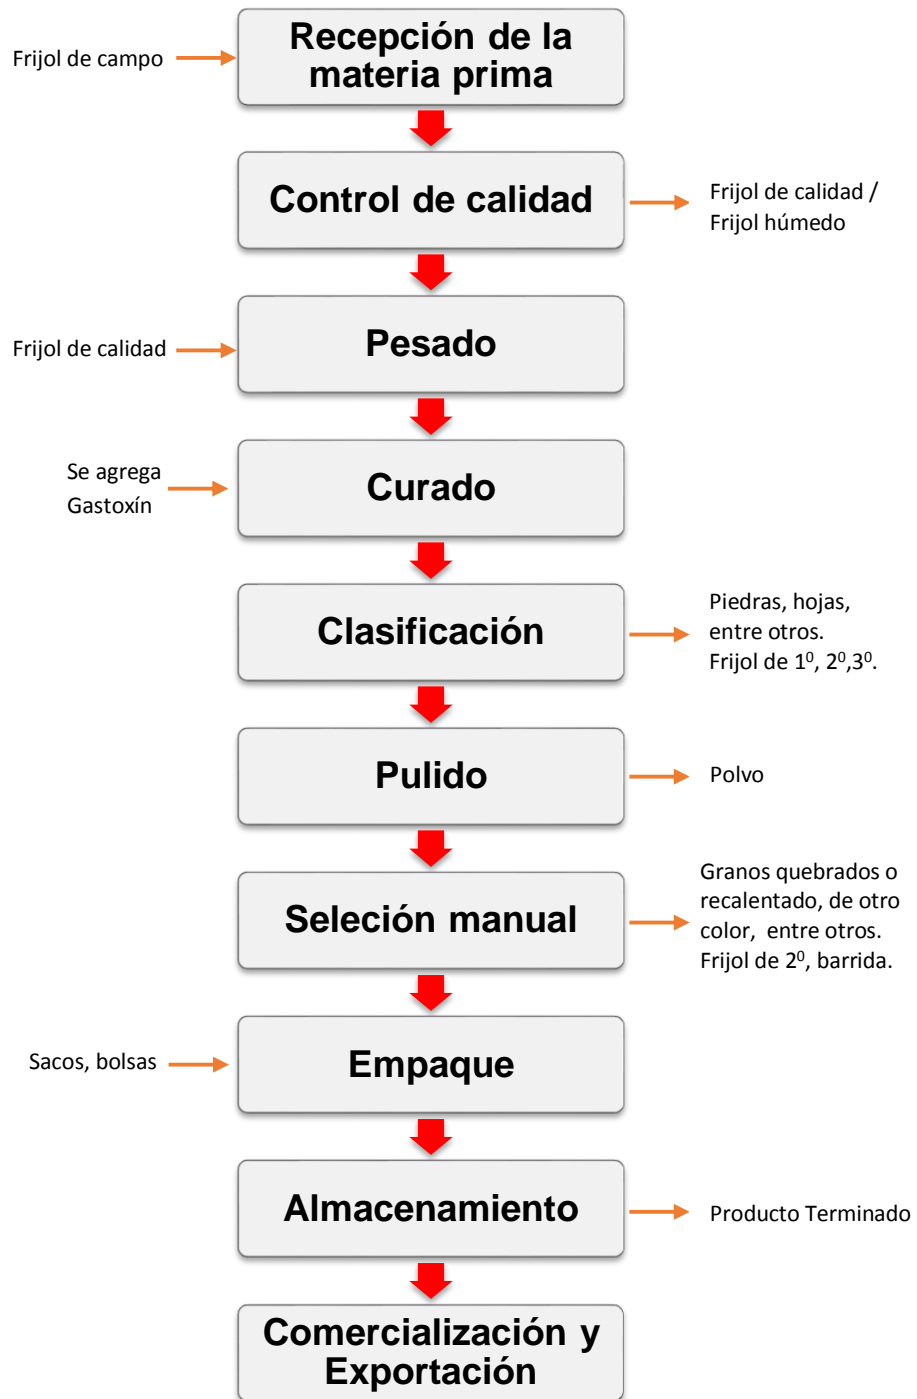 Recepción de la
materia prima
Frijol de campo
Control de calidad
Frijol de calidad /
Frijol húmedo
Frijol de calidad
Pesado
Se agrega
Gastoxín
Curado
Clasificación
Piedras, hojas,
entre otros.
Frijol de 1⁰, 2⁰,3⁰.
Pulido
Polvo
Seleción manual
Granos quebrados o
recalentado, de otro
color, entre otros.
Frijol de 2⁰, barrida.
Sacos, bolsas
Empaque
Almacenamiento
Producto Terminado
Comercialización y
Exportación